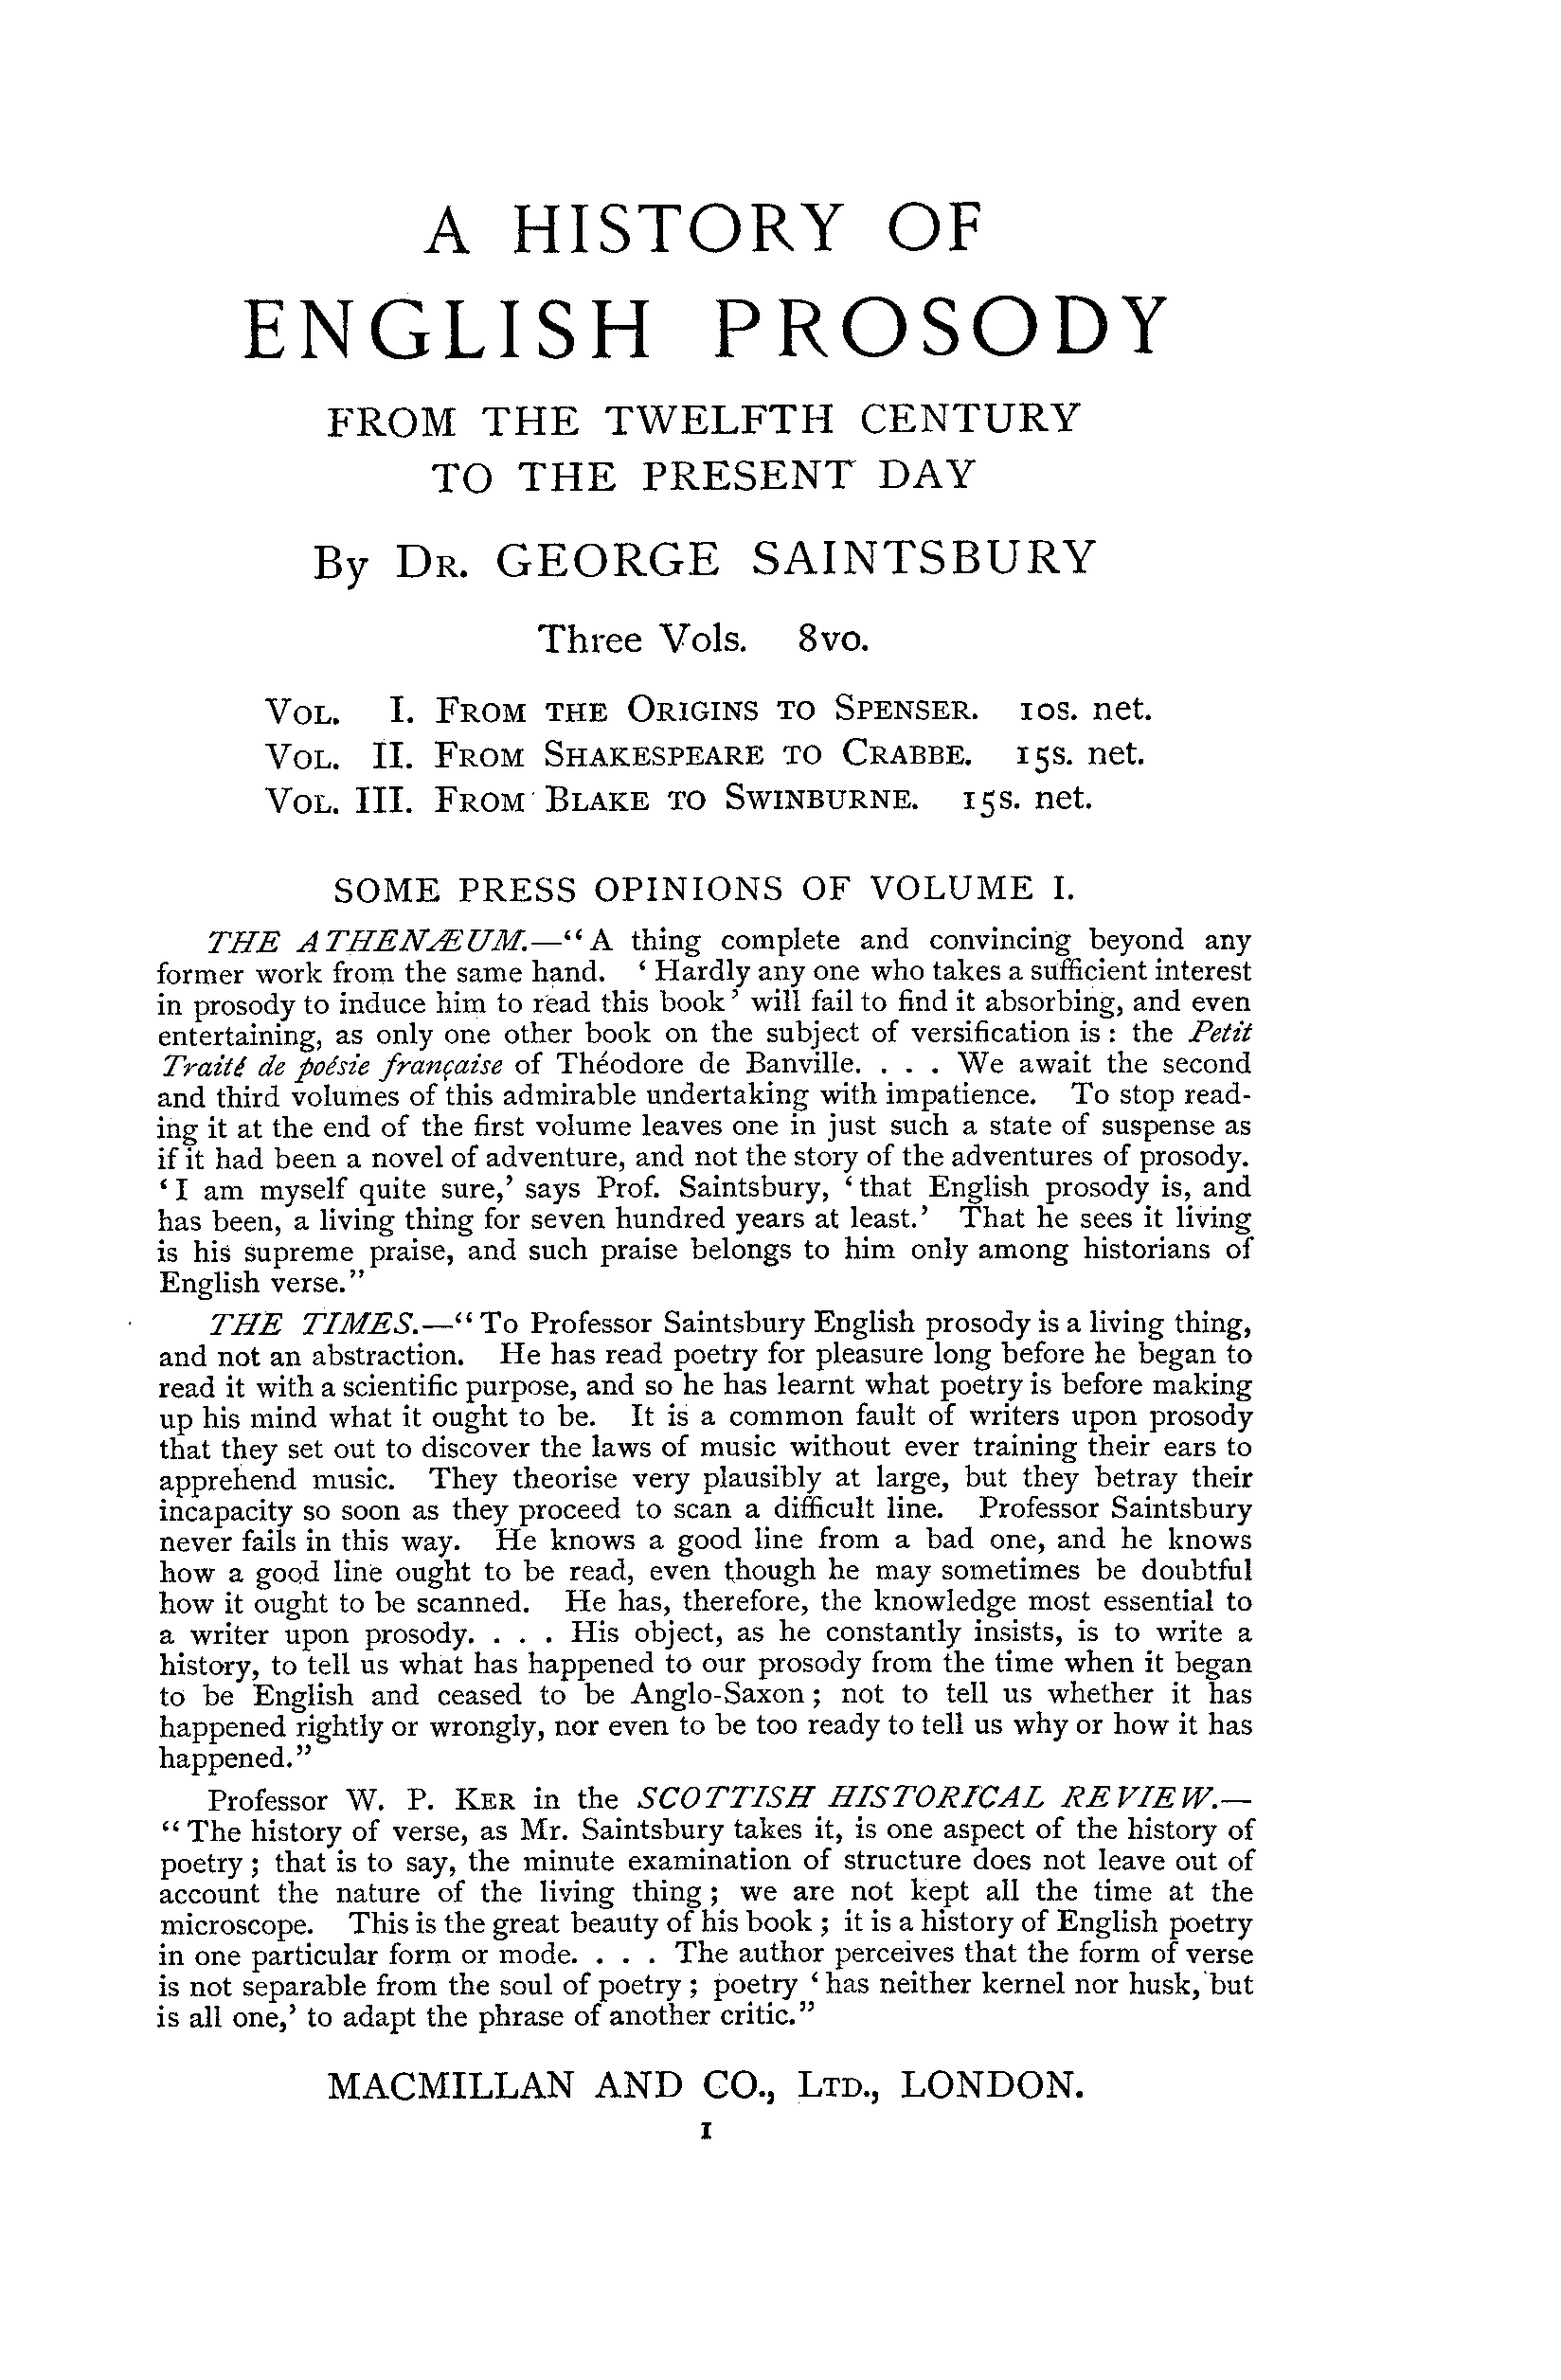 A HISTORY OF
ENGLISH PROSODY
FROM THE TWELFTH CENTURY
TO THE PRESENT DAY
By DR. GEORGE SAINTSBURY
Three Vols. 8vo.
VOL. I. FROM THE ORIGINS TO SPENSER. 10s. net.
VOL. II. FROM SHAKESPEARE TO CRABBE. 15s. net.
VOL. III. FROM BLAKE TO SWINBURNE. 15s. net.
SOME PRESS OPINIONS OF VOLUME I.
THE ATHENÆUM.—“A thing complete and convincing beyond any
former work from the same hand. ‘Hardly any one who takes a sufficient interest
in prosody to induce him to read this book’ will fail to find it absorbing, and even
entertaining, as only one other book on the subject of versification is: the Petit
Traité de poésie française of Théodore de Banville. . . . We await the second
and third volumes of this admirable undertaking with impatience. To stop read-
ing it at the end of the first volume leaves one in just such a state of suspense as
if it had been a novel of adventure, and not the story of the adventures of prosody.
‘I am myself quite sure,’ says Prof. Saintsbury, ‘that English prosody is, and
has been, a living thing for seven hundred years at least.’ That he sees it living
is his supreme praise, and such praise belongs to him only among historians of
English verse.”
THE TIMES.—“To Professor Saintsbury English prosody is a living thing,
and not an abstraction. He has read poetry for pleasure long before he began to
read it with a scientific purpose, and so he has learnt what poetry is before making
up his mind what it ought to be. It is a common fault of writers upon prosody
that they set out to discover the laws of music without ever training their ears to
apprehend music. They theorise very plausibly at large, but they betray their
incapacity so soon as they proceed to scan a difficult line. Professor Saintsbury
never fails in this way. He knows a good line from a bad one, and he knows
how a good line ought to be read, even though he may sometimes be doubtful
how it ought to be scanned. He has, therefore, the knowledge most essential to
a writer upon prosody. . . . His object, as he constantly insists, is to write a
history, to tell us what has happened to our prosody from the time when it began
to be English and ceased to be Anglo-Saxon; not to tell us whether it has
happened rightly or wrongly, nor even to be too ready to tell us why or how it has
happened.”
Professor W. P. KER in the SCOTTISH HISTORICAL REVIEW.—
“The history of verse, as Mr. Saintsbury takes it, is one aspect of the history of
poetry; that is to say, the minute examination of structure does not leave out of
account the nature of the living thing; we are not kept all the time at the
microscope. This is the great beauty of his book; it is a history of English poetry
in one particular form or mode. . . . The author perceives that the form of verse
is not separable from the soul of poetry; poetry ‘has neither kernel nor husk, but
is all one,’ to adapt the phrase of another critic.”
MACMILLAN AND CO., LTD., LONDON.
1